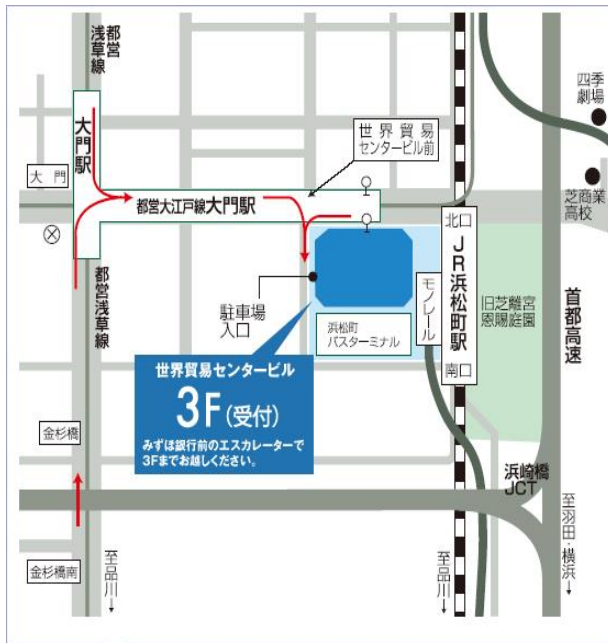 都営
浅草線
四季
劇場
世界貿易
センタービル前
大門駅
大門
都営大江戸線大門駅
芝商業
高校
北口
JR浜松町駅
南口
モノレール
旧芝離宮
恩賜庭園
首都高速
都営浅草線
駐車場
入口
浜松町
バスターミナル
世界貿易センタービル
3F(受付)
みずほ銀行前のエスカレーターで
3Fまでお越しください。
金杉橋
浜崎橋
JCT
金杉橋南
至品川→
至品川→
至羽田・横浜→